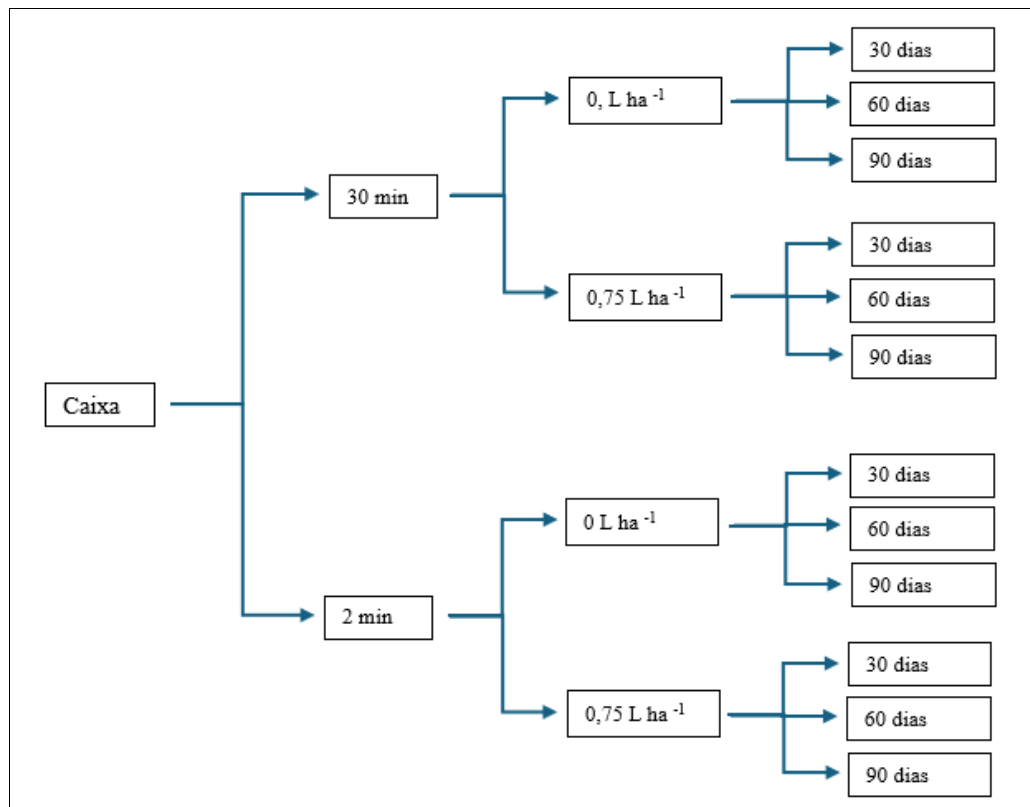 30 dias
0, L ha -1
60 dias
90 dias
30 min
30 dias
0,75 L ha -1
60 dias
90 dias
Caixa
30 dias
0 L ha -1
60 dias
90 dias
2 min
30 dias
0,75 L ha -1
60 dias
90 dias